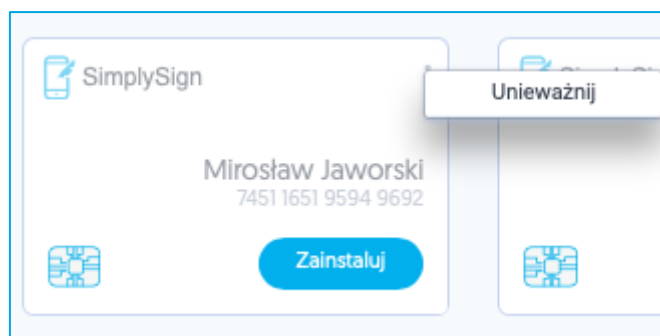 SimplySign
Unieważnij
Mirosław Jaworski
7451 1651 9594 9692
Zainstaluj